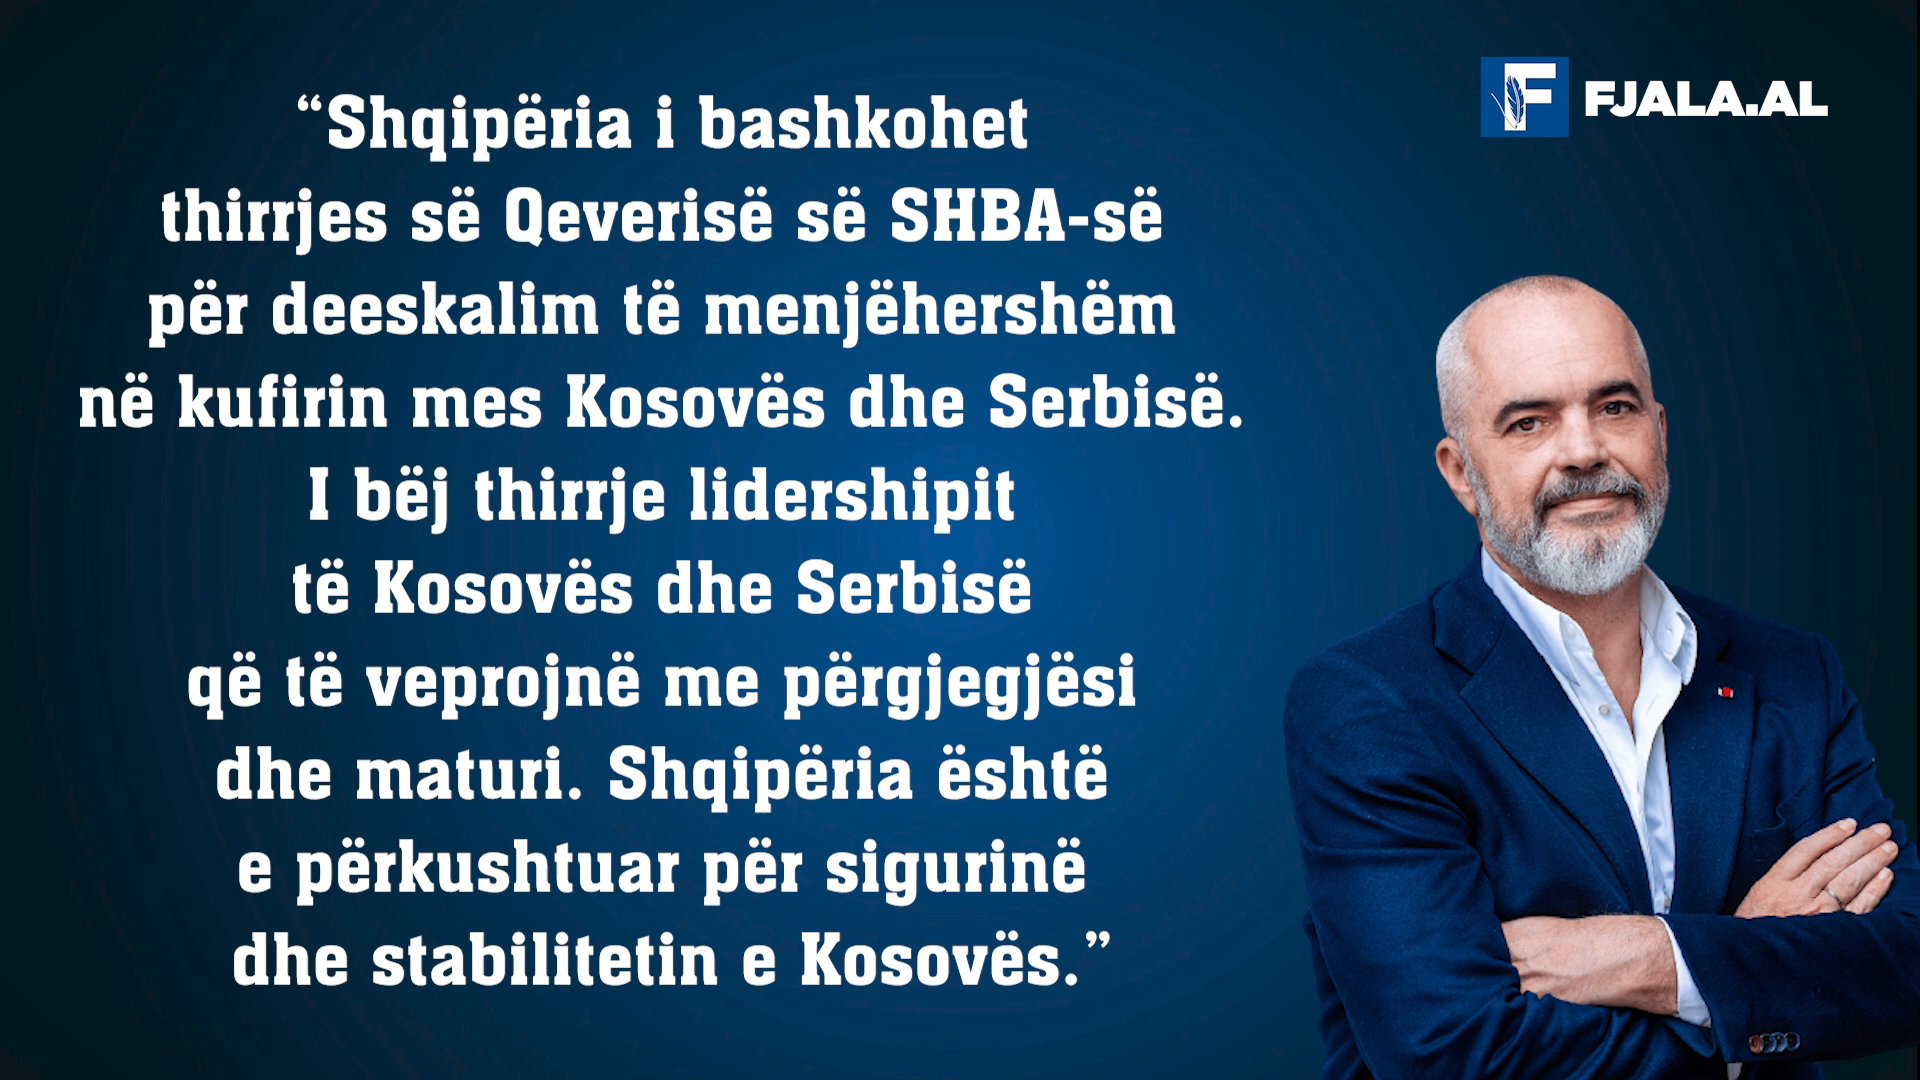 “Shqipëria i bashkohet
thirrjes së Qeverisë së SHBA-së
për deeskalim të menjëhershëm
në kufirin mes Kosovës dhe Serbisë.
I bëj thirrje lidershipit
të Kosovës dhe Serbisë
që të veprojnë me përgjegjësi
dhe maturi. Shqipëria është
e përkushtuar për sigurinë
dhe stabilitetin e Kosovës.”
F FJALA.AL